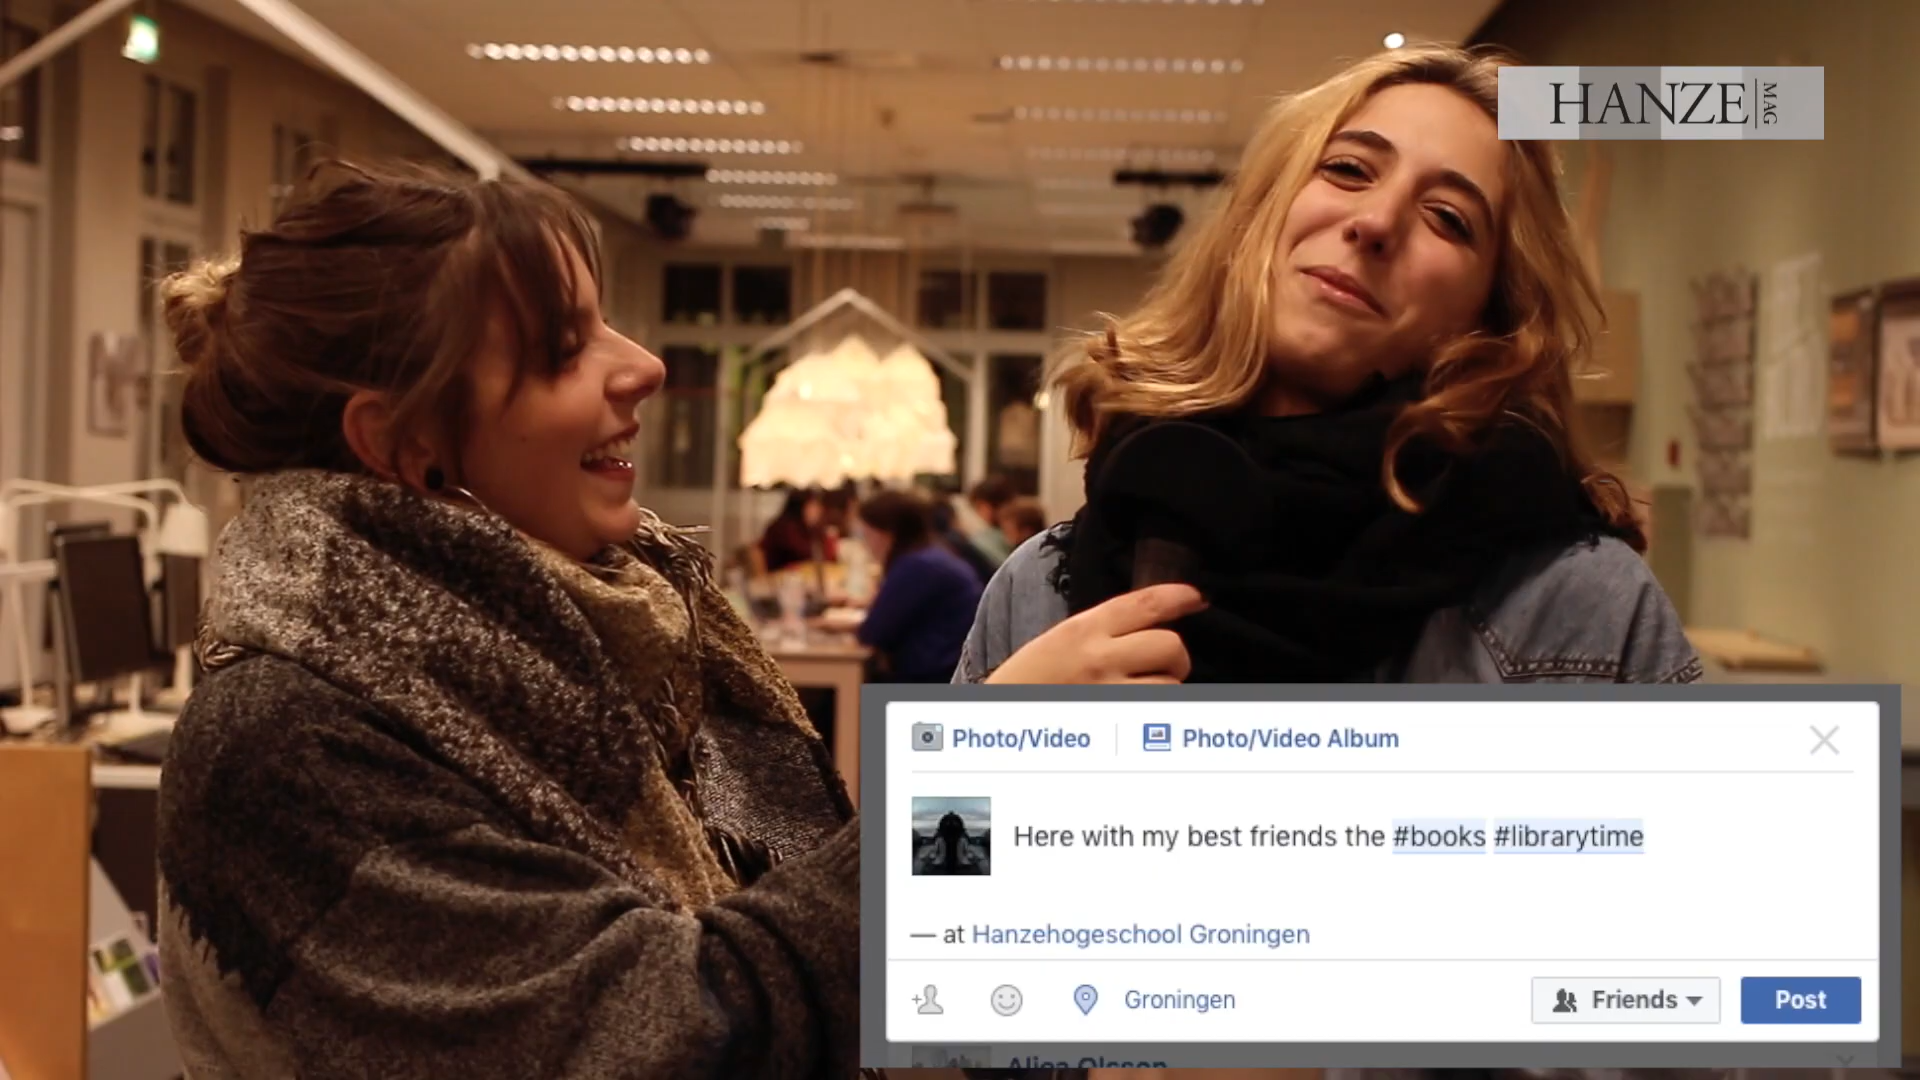 HANZE MAG
Photo/Video
Photo/Video Album
Here with my best friends the #books #librarytime
— at Hanzehogeschool Groningen
Groningen
Friends
Post